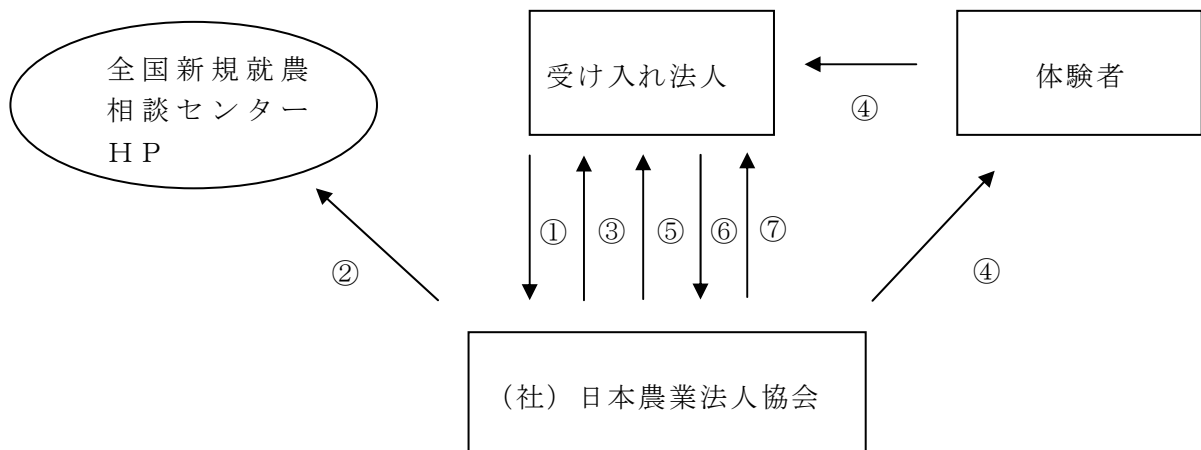 全国新規就農
相談センター
ＨＰ
受け入れ法人
体験者
④
①
③
⑤
⑥
⑦
②
④
（社）日本農業法人協会